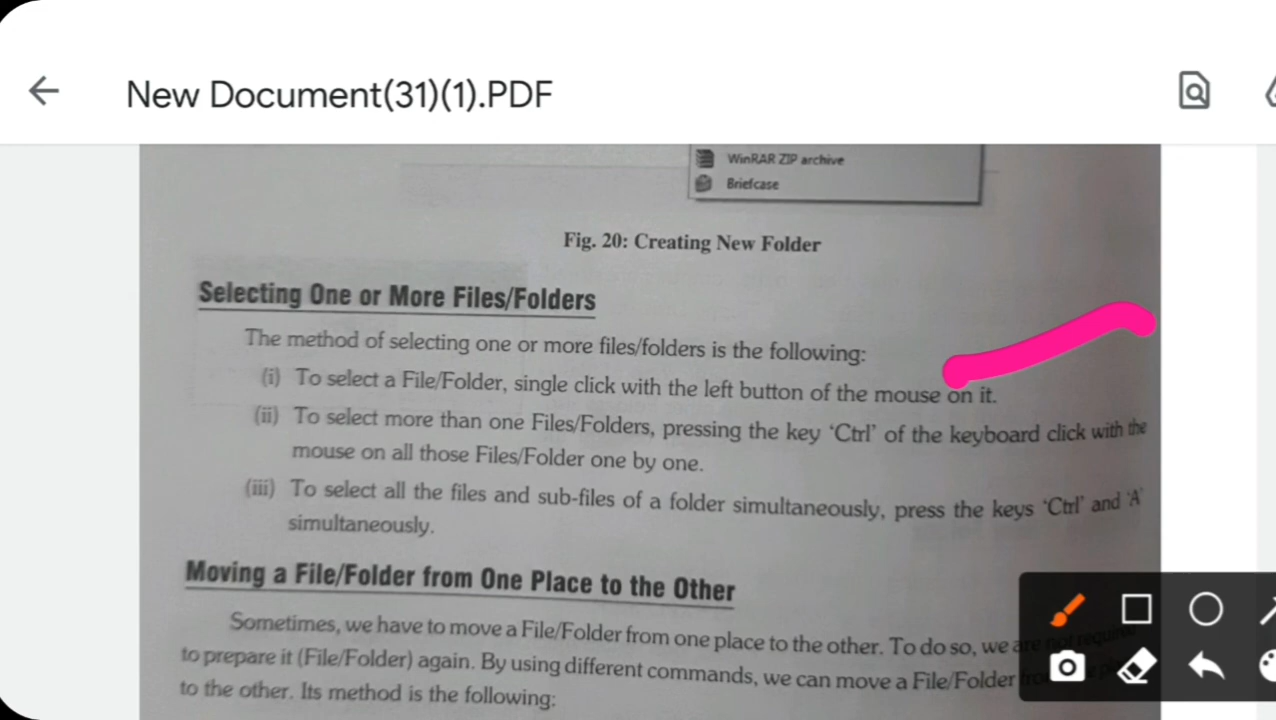 New Document(31)(1).PDF
WinRAR ZIP archive
Briefcase
Fig. 20: Creating New Folder
Selecting One or More Files/Folders
The method of selecting one or more files/folders is the following:
(i) To select a File/Folder, single click with the left button of the mouse on it.
(ii) To select more than one Files/Folders, pressing the key ‘Ctrl’ of the keyboard click with the
mouse on all those Files/Folder one by one.
(iii) To select all the files and sub-files of a folder simultaneously, press the keys ‘Ctrl’ and ‘A’
simultaneously.
Moving a File/Folder from One Place to the Other
Sometimes, we have to move a File/Folder from one place to the other. To do so, we are not require
to prepare it (File/Folder) again. By using different commands, we can move a File/Folder
to the other. Its method is the following: